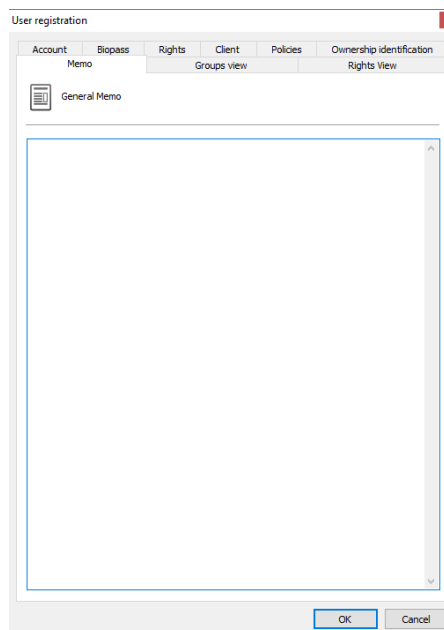 User registration
Account Biopass Rights Client Policies Ownership identification
Memo Groups view Rights View
General Memo
OK Cancel